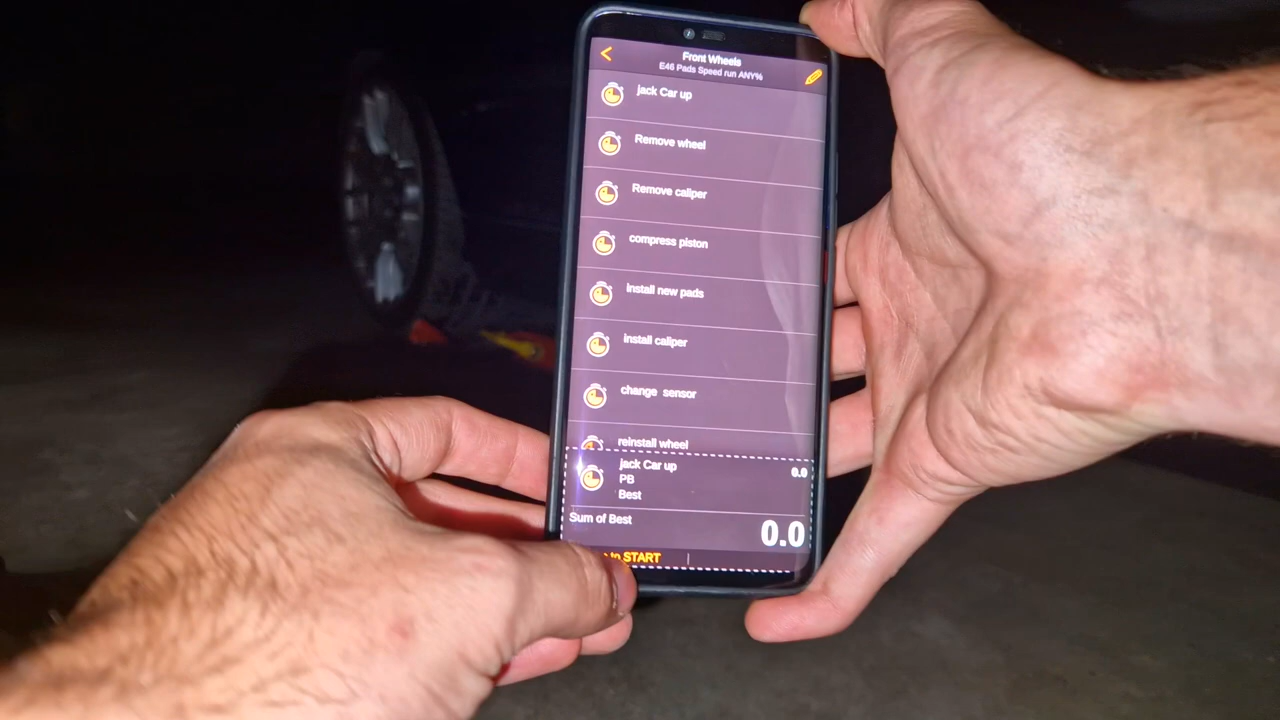 Front Wheels
E46 Pads Speed run ANY%
jack Car up
Remove wheel
Remove caliper
compress piston
install new pads
install caliper
change sensor
reinstall wheel
jack Car up 0.0
PB
Best
Sum of Best 0.0
to START